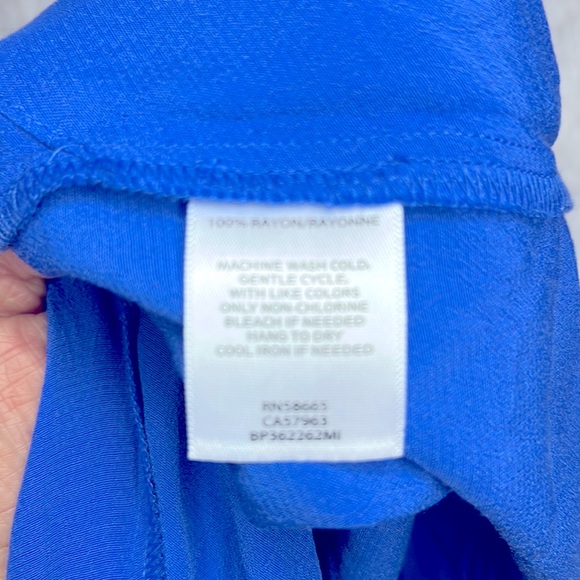 100% RAYON/RAYONNE
MACHINE WASH COLD,
GENTLE CYCLE,
WITH LIKE COLORS
ONLY NON-CHLORINE
BLEACH IF NEEDED
HANG TO DRY
COOL IRON IF NEEDED
RN58685
CA57963
BP362262MI